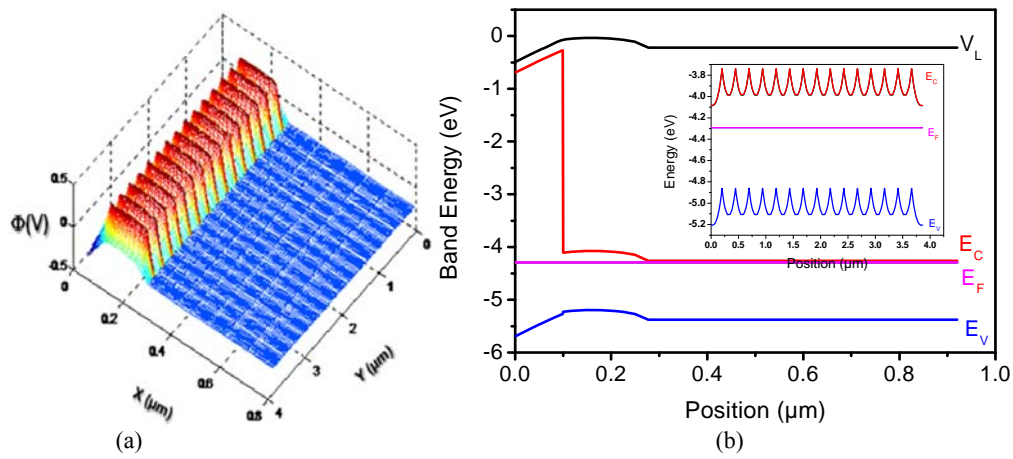 (a)
0.5
Φ(V)
0
-0.5
0
0.2
0.4
0.6
0.8
X (µm)
0
1
2
3
4
Y (µm)
(b)
0
-1
-2
-3
-4
-5
-6
Band Energy (eV)
V_L
E_C
E_F
E_V
0.0 0.2 0.4 0.6 0.8 1.0
Position (µm)
-3.8
-4.0
-4.2
-4.4
-4.6
-4.8
-5.0
-5.2
Energy (eV)
E_C
E_F
E_V
0.0 0.5 1.0 1.5 2.0 2.5 3.0 3.5 4.0
Position (µm)
(a)
(b)